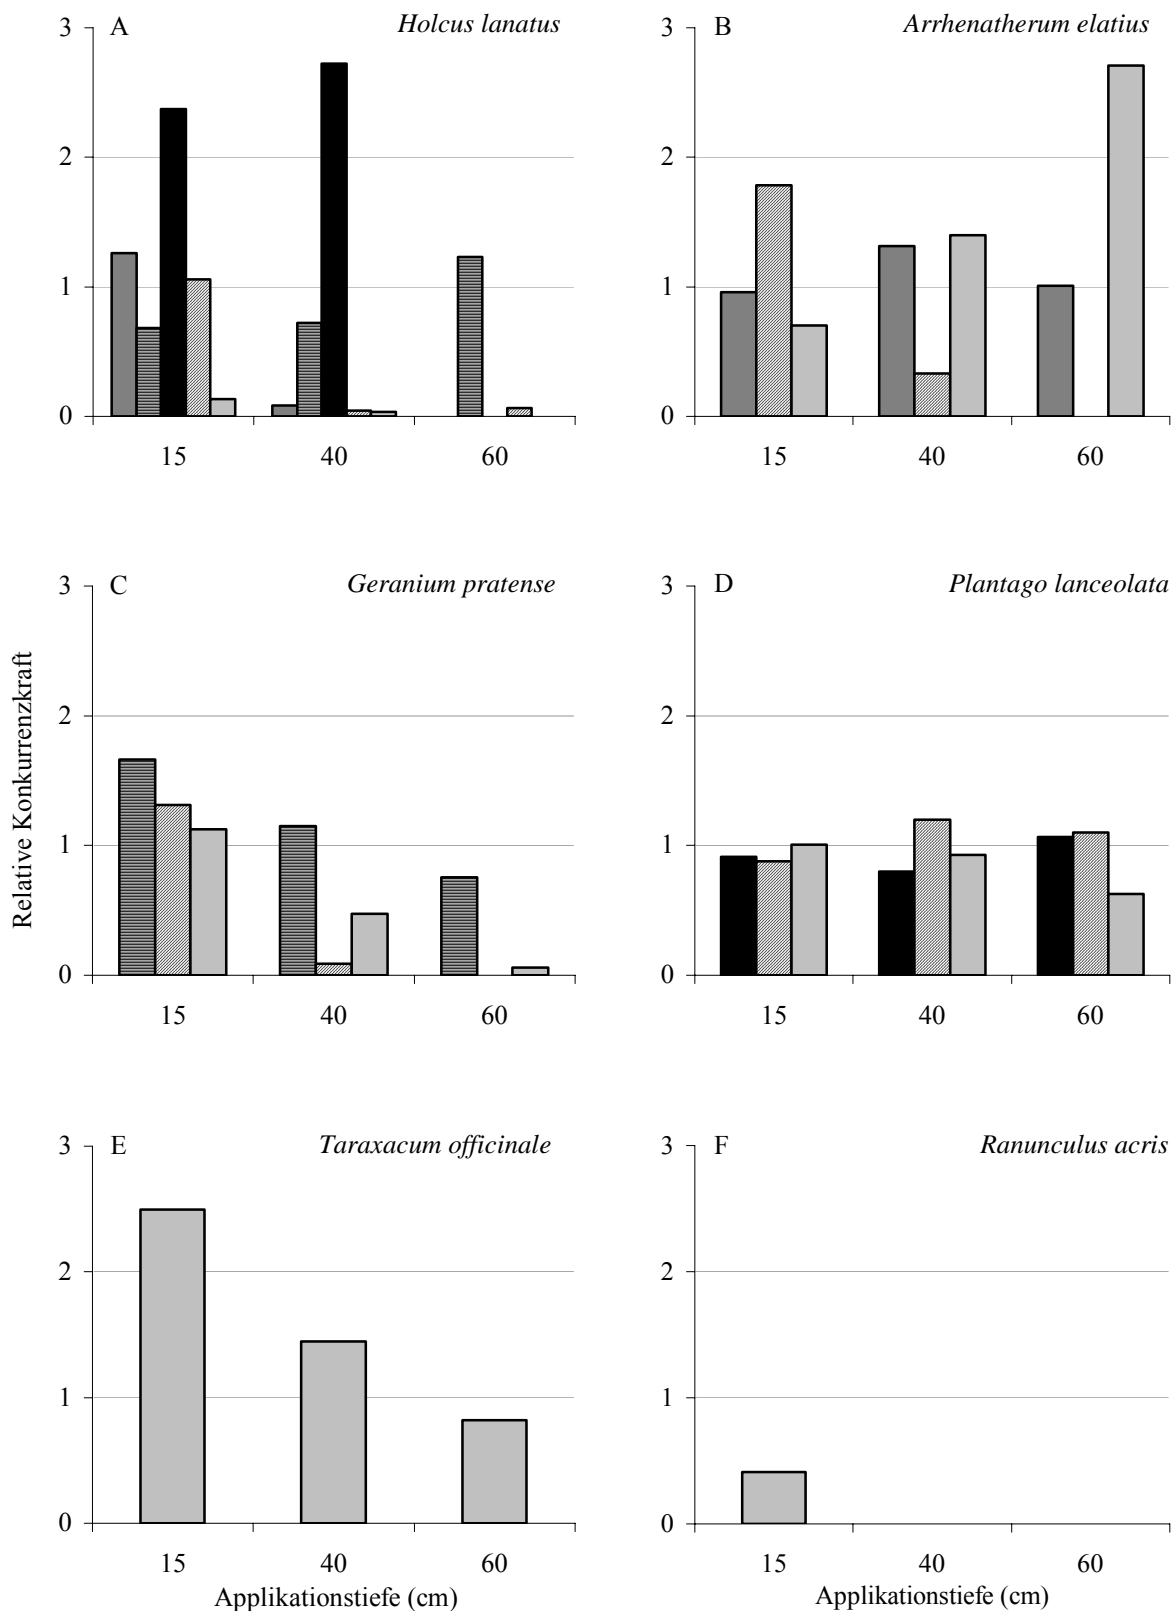 A Holcus lanatus
3
2
1
0
15 40 60
B Arrhenatherum elatius
3
2
1
0
15 40 60
Relative Konkurrenzkraft
C Geranium pratense
3
2
1
0
15 40 60
D Plantago lanceolata
3
2
1
0
15 40 60
E Taraxacum officinale
3
2
1
0
15 40 60
Applikationstiefe (cm)
F Ranunculus acris
3
2
1
0
15 40 60
Applikationstiefe (cm)